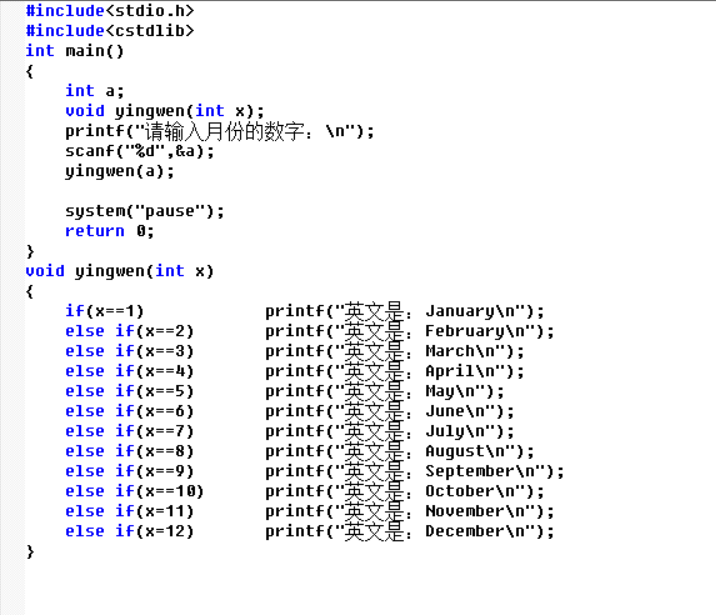 #include<stdio.h>
#include<cstdlib>
int main()
{
    int a;
    void yingwen(int x);
    printf("请输入月份的数字：\n");
    scanf("%d",&a);
    yingwen(a);

    system("pause");
    return 0;
}
void yingwen(int x)
{
    if(x==1)            printf("英文是：January\n");
    else if(x==2)       printf("英文是：February\n");
    else if(x==3)       printf("英文是：March\n");
    else if(x==4)       printf("英文是：April\n");
    else if(x==5)       printf("英文是：May\n");
    else if(x==6)       printf("英文是：June\n");
    else if(x==7)       printf("英文是：July\n");
    else if(x==8)       printf("英文是：August\n");
    else if(x==9)       printf("英文是：September\n");
    else if(x==10)      printf("英文是：October\n");
    else if(x=11)       printf("英文是：November\n");
    else if(x=12)       printf("英文是：December\n");
}